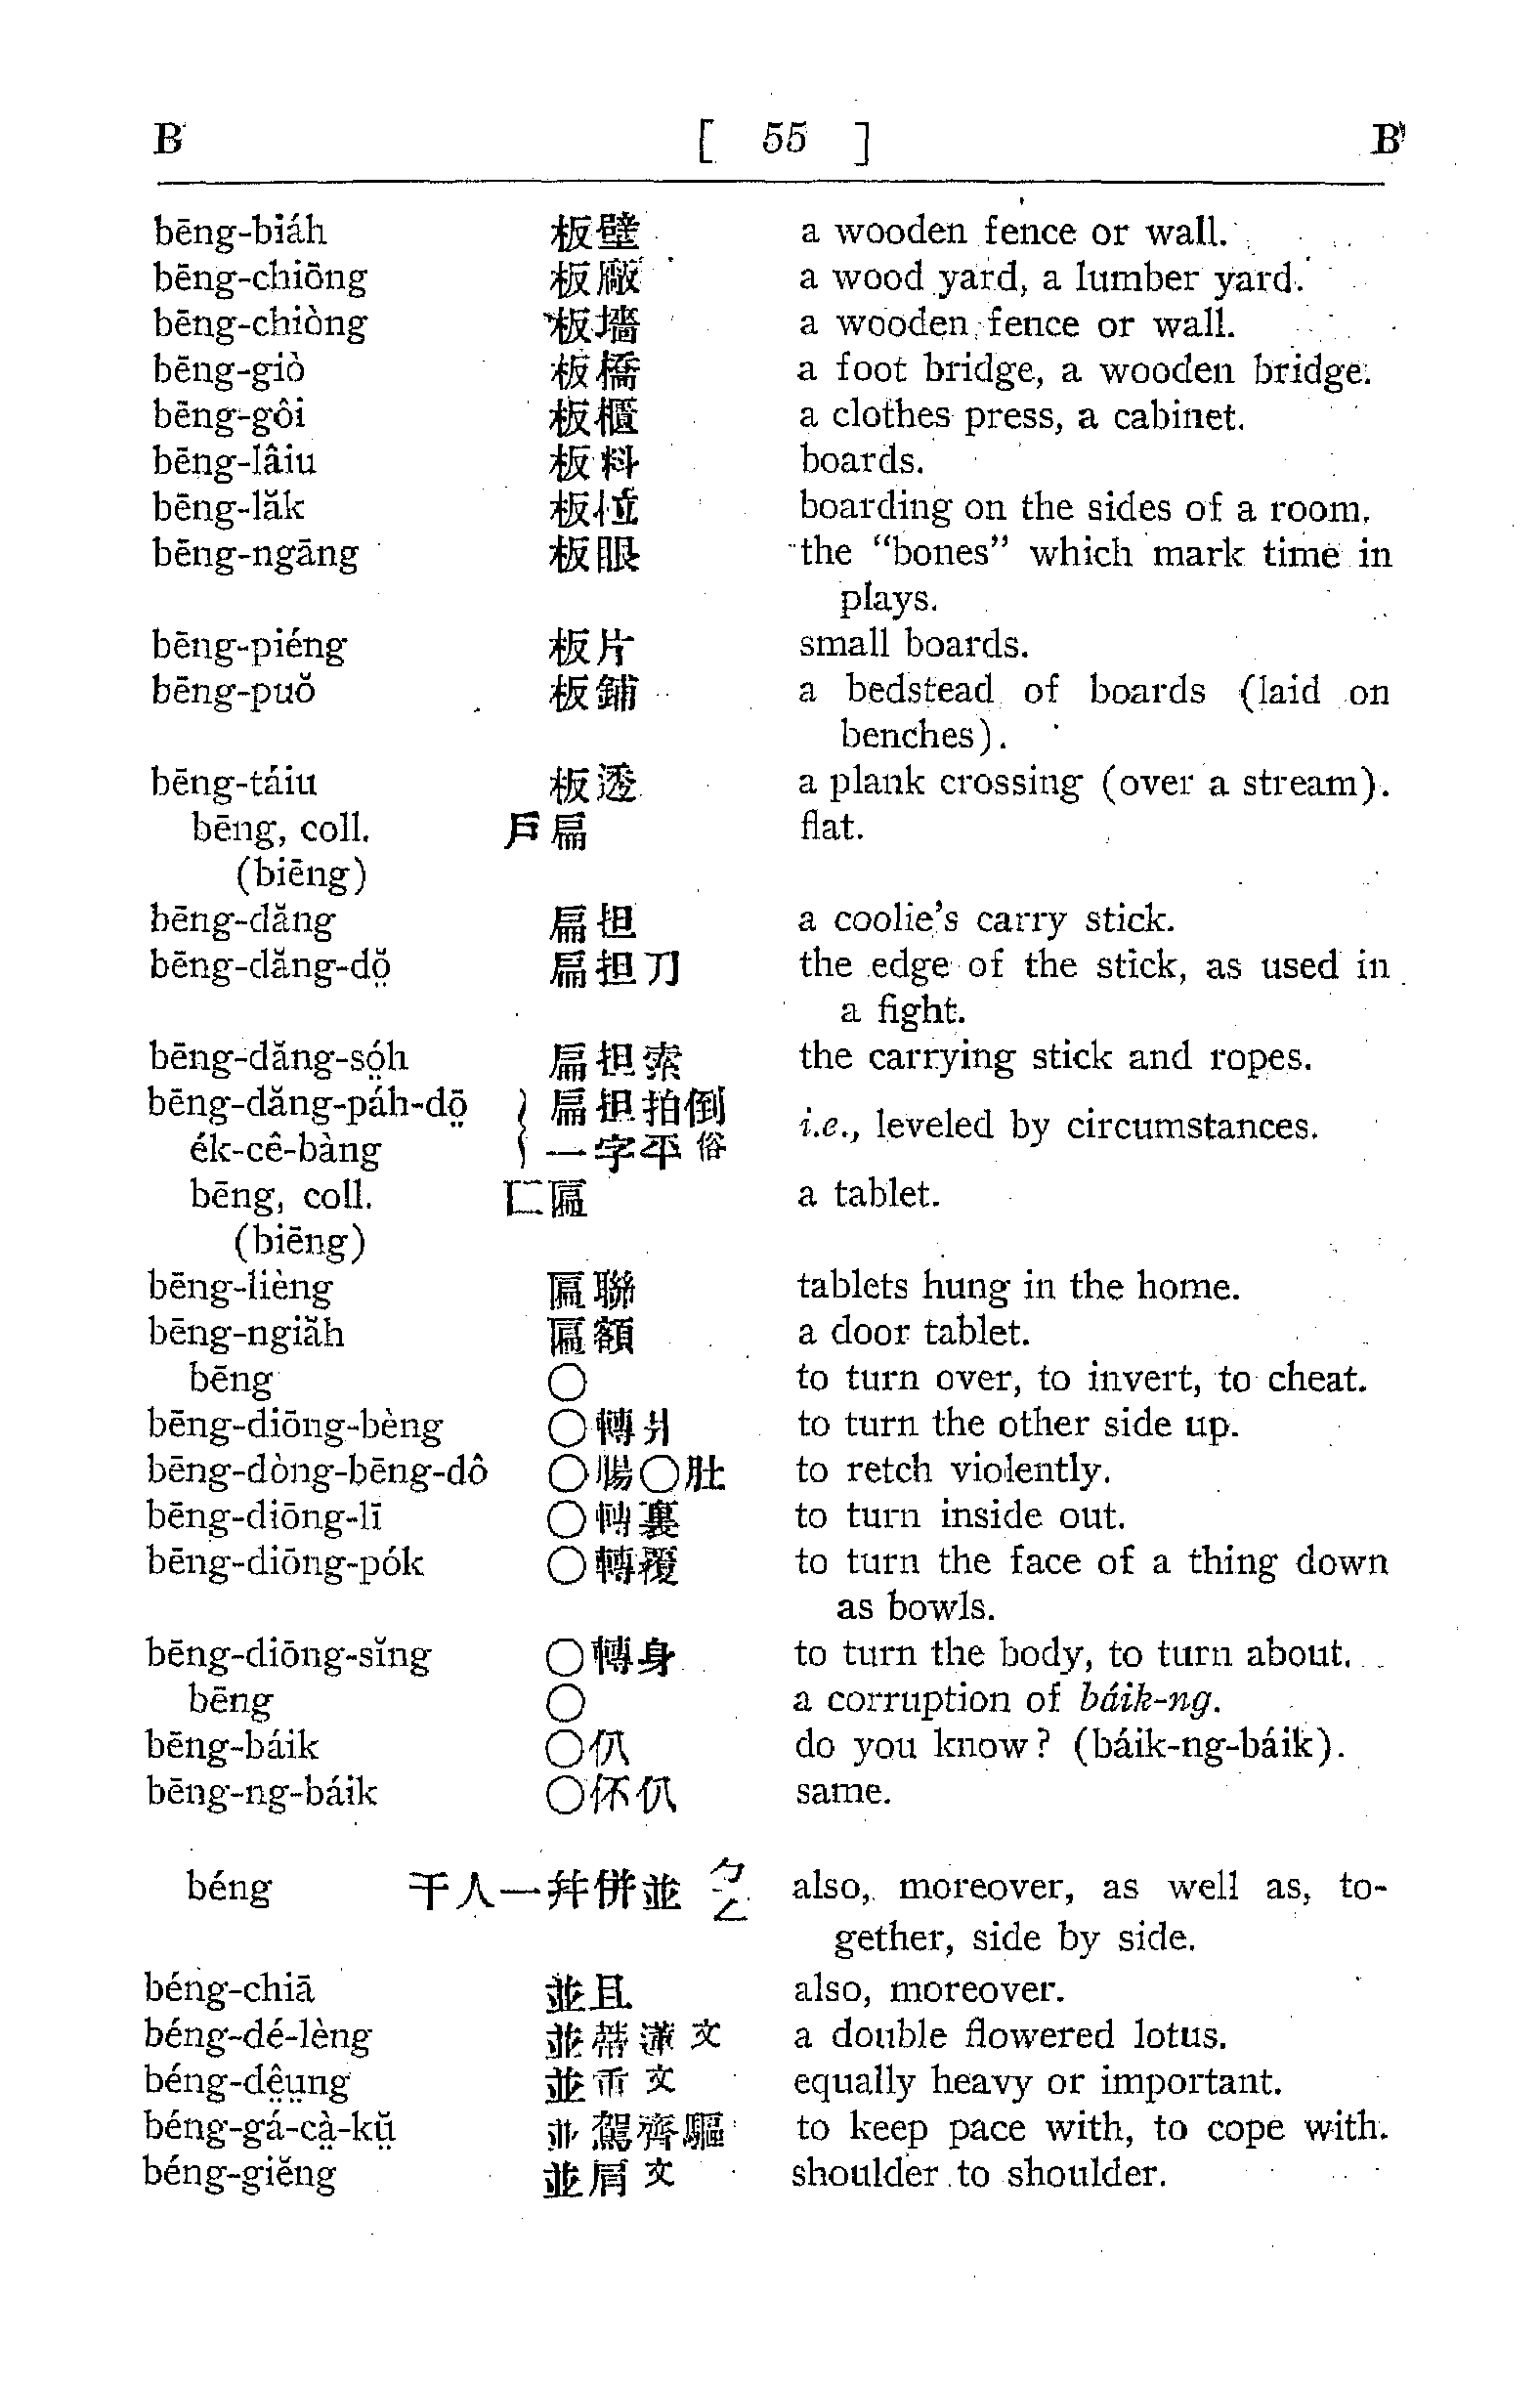 B [ 55 ] B
bēng-biáh 板壁 a wooden fence or wall.
bēng-chiōng 板廠 a wood yard, a lumber yard.
bēng-chiòng 板墻 a wooden fence or wall.
bēng-giò 板橋 a foot bridge, a wooden bridge.
bēng-gôi 板櫃 a clothes press, a cabinet.
bēng-lâiu 板料 boards.
bēng-lăk 板 boarding on the sides of a room.
bēng-ngāng 板眼 the “bones” which mark time in
plays.
bēng-piéng 板片 small boards.
bēng-puŏ 板鋪 a bedstead of boards (laid on
benches).
bēng-táiu 板透 a plank crossing (over a stream).
bēng, coll. 戶扁 flat.
(biēng)
bēng-dăng 扁担 a coolie’s carry stick.
bēng-dăng-dŏ̤ 扁担刀 the edge of the stick, as used in
a fight.
bēng-dăng-só̤h 扁担索 the carrying stick and ropes.
bēng-dăng-páh-dō̤ 扁担拍倒
i.e., leveled by circumstances.
ék-cê-bàng 一字平俗
bēng, coll. 匚匾 a tablet.
(biēng)
bēng-lièng 匾聯 tablets hung in the home.
bēng-ngiăh 匾額 a door tablet.
bēng ○ to turn over, to invert, to cheat.
bēng-diōng-bèng ○轉爿 to turn the other side up.
bēng-dòng-bēng-dô ○腸○肚 to retch violently.
bēng-diōng-lī ○轉裏 to turn inside out.
bēng-diōng-pók ○轉覆 to turn the face of a thing down
as bowls.
bēng-diōng-sĭng ○轉身 to turn the body, to turn about.
bēng ○ a corruption of báik-ng.
bēng-báik ○仈 do you know? (báik-ng-báik).
bēng-ng-báik ○伓仈 same.
béng 干人一幷併並 ㄅㄥ also, moreover, as well as, to-
gether, side by side.
béng-chiā 並且 also, moreover.
béng-dé-lèng 並蒂蓮文 a double flowered lotus.
béng-dê̤ṳng 並重文 equally heavy or important.
béng-gá-cà̤-kṳ̆ 並駕齊驅 to keep pace with, to cope with.
béng-giĕng 並肩文 shoulder to shoulder.